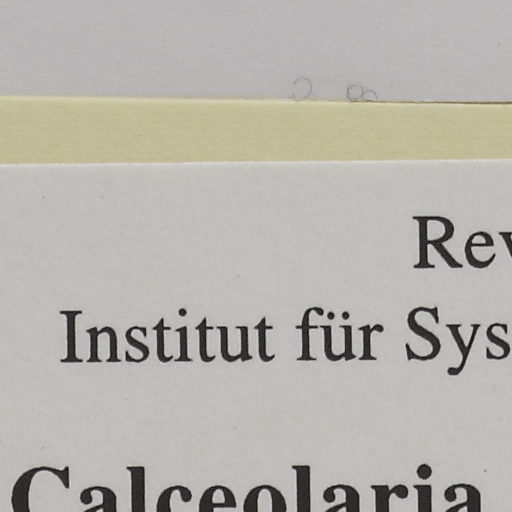 Rev
Institut für Sys
Calceolaria